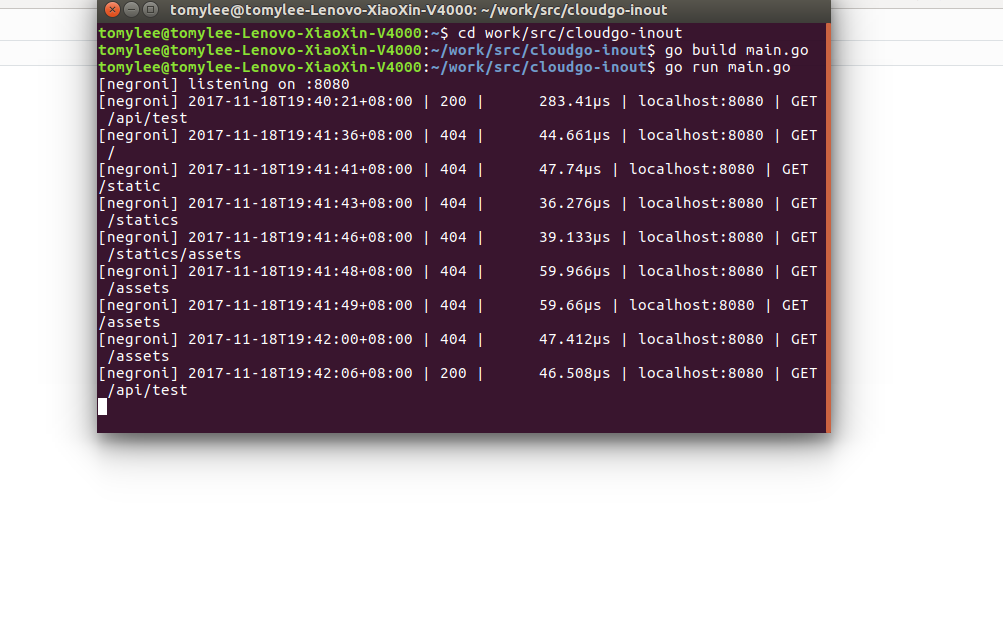 tomylee@tomylee-Lenovo-XiaoXin-V4000: ~/work/src/cloudgo-inout
tomylee@tomylee-Lenovo-XiaoXin-V4000:~$ cd work/src/cloudgo-inout
tomylee@tomylee-Lenovo-XiaoXin-V4000:~/work/src/cloudgo-inout$ go build main.go
tomylee@tomylee-Lenovo-XiaoXin-V4000:~/work/src/cloudgo-inout$ go run main.go
[negroni] listening on :8080
[negroni] 2017-11-18T19:40:21+08:00 | 200 |      283.41µs | localhost:8080 | GET
 /api/test
[negroni] 2017-11-18T19:41:36+08:00 | 404 |      44.661µs | localhost:8080 | GET
 /
[negroni] 2017-11-18T19:41:41+08:00 | 404 |      47.74µs | localhost:8080 | GET
/static
[negroni] 2017-11-18T19:41:43+08:00 | 404 |      36.276µs | localhost:8080 | GET
 /statics
[negroni] 2017-11-18T19:41:46+08:00 | 404 |      39.133µs | localhost:8080 | GET
 /statics/assets
[negroni] 2017-11-18T19:41:48+08:00 | 404 |      59.966µs | localhost:8080 | GET
 /assets
[negroni] 2017-11-18T19:41:49+08:00 | 404 |      59.66µs | localhost:8080 | GET
/assets
[negroni] 2017-11-18T19:42:00+08:00 | 404 |      47.412µs | localhost:8080 | GET
 /assets
[negroni] 2017-11-18T19:42:06+08:00 | 200 |      46.508µs | localhost:8080 | GET
 /api/test